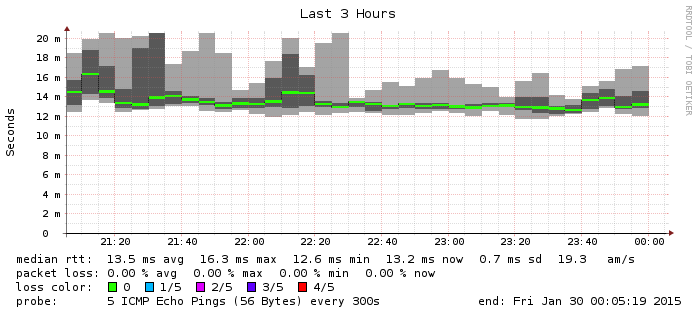 Last 3 Hours
RRDTOOL / TOBI OETIKER
Seconds
20 m
18 m
16 m
14 m
12 m
10 m
8 m
6 m
4 m
2 m
0
21:20 21:40 22:00 22:20 22:40 23:00 23:20 23:40 00:00
median rtt: 13.5 ms avg 16.3 ms max 12.6 ms min 13.2 ms now 0.7 ms sd 19.3 am/s
packet loss: 0.00 % avg 0.00 % max 0.00 % min 0.00 % now
loss color: 0 1/5 2/5 3/5 4/5
probe: 5 ICMP Echo Pings (56 Bytes) every 300s end: Fri Jan 30 00:05:19 2015